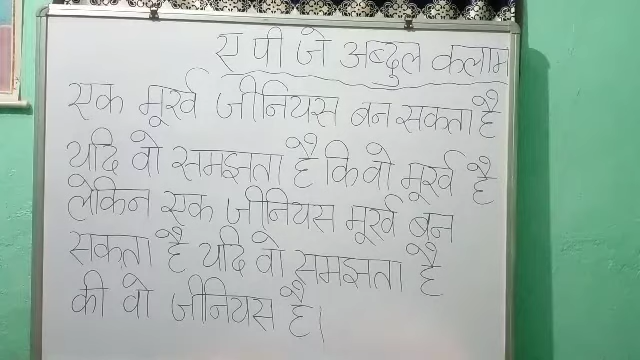 ए पी जे अब्दुल कलाम
एक मूर्ख जीनियस बन सकता है
यदि वो समझता है कि वो मूर्ख है
लेकिन एक जीनियस मूर्ख बन
सकता है यदि वो समझता है
की वो जीनियस है।